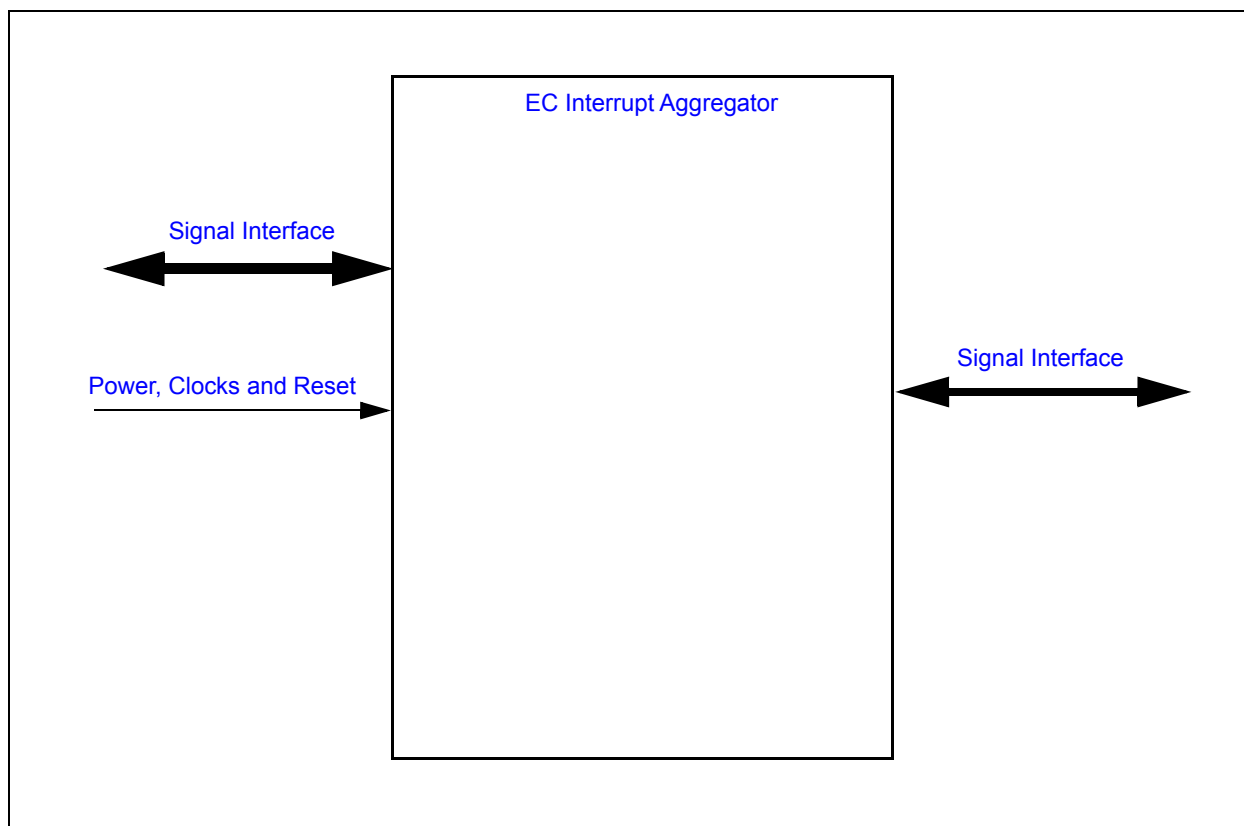 EC Interrupt Aggregator
Signal Interface
Power, Clocks and Reset
Signal Interface